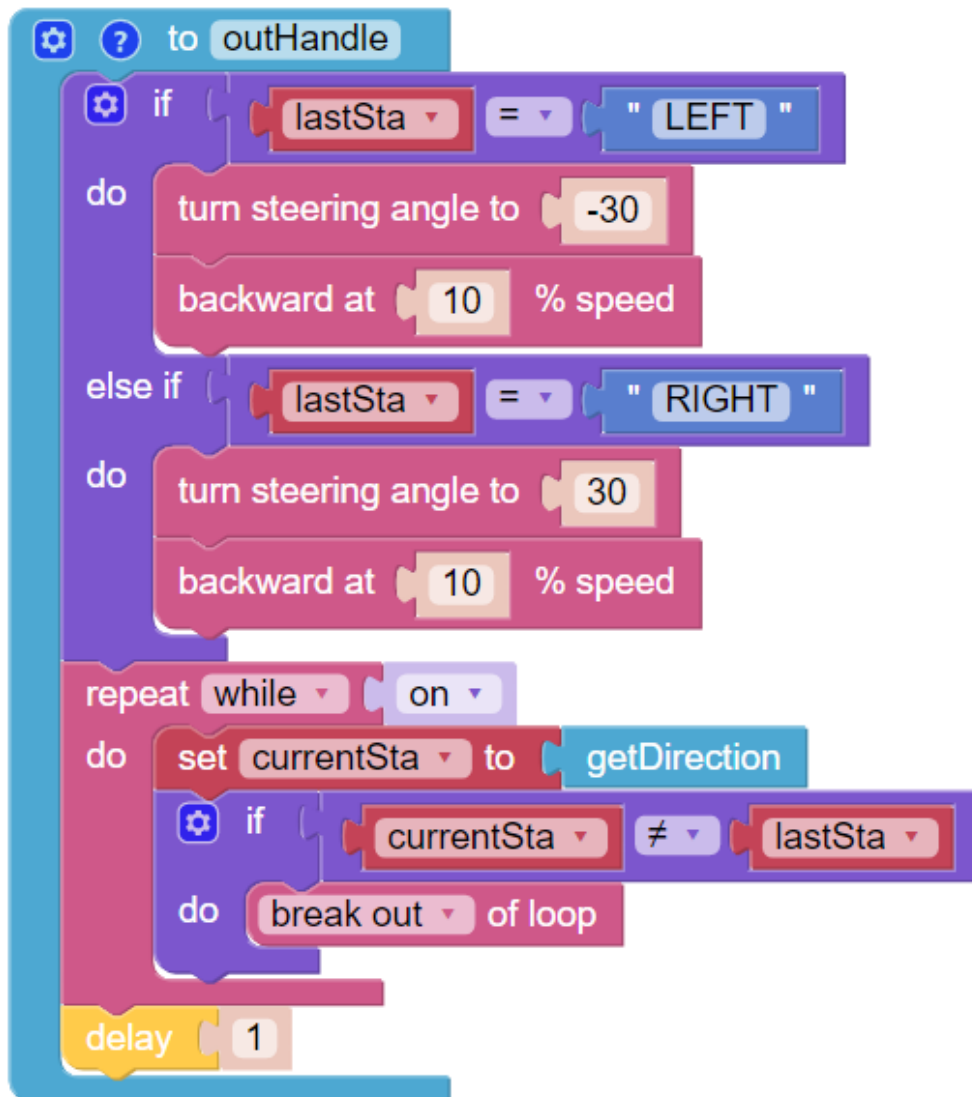 ? to outHandle
if lastSta = " LEFT "
do turn steering angle to -30
backward at 10 % speed
else if lastSta = " RIGHT "
do turn steering angle to 30
backward at 10 % speed
repeat while on
do set currentSta to getDirection
if currentSta ≠ lastSta
do break out of loop
delay 1